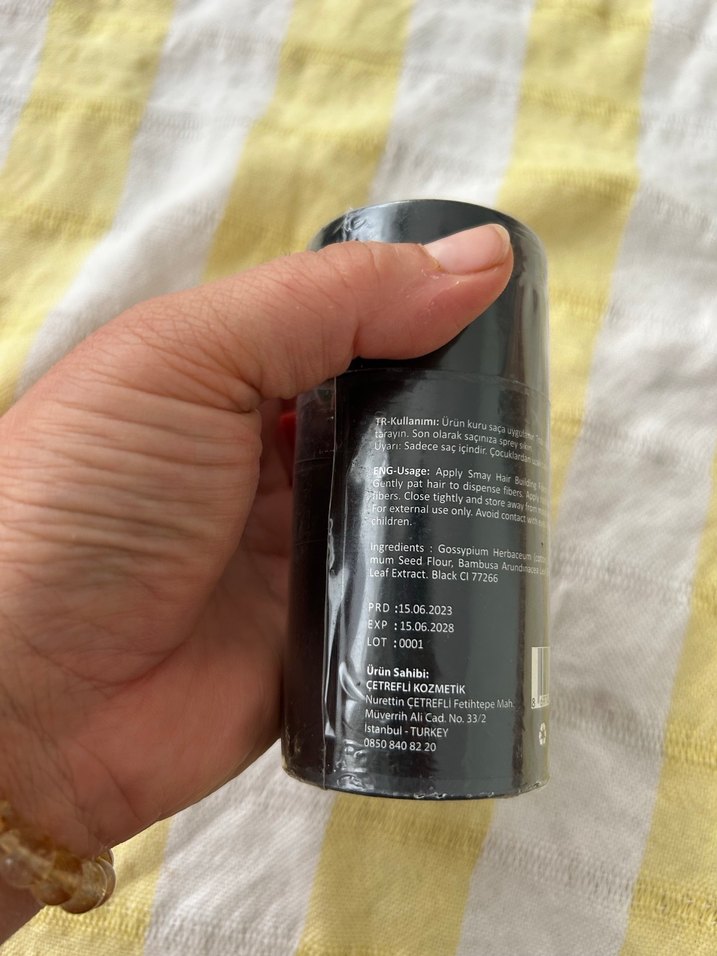 TR-Kullanımı: Ürün kuru saça
tarayın. Son olarak saçınıza sprey
Uyarı: Sadece saç içindir. Çocuklardan
ENG-Usage: Apply Smay Hair Building
Gently pat hair to dispense fibers. Apply
fibers. Close tightly and store away from
For external use only. Avoid contact with
children.
Ingredients : Gossypium Herbaceum (cotton
mum Seed Flour, Bambusa Arundinacea
Leaf Extract. Black CI 77266
PRD :15.06.2023
EXP :15.06.2028
LOT :0001
Ürün Sahibi:
ÇETREFLİ KOZMETİK
Nurettin ÇETREFLİ Fetihtepe Mah.
Müverrih Ali Cad. No. 33/2
İstanbul - TURKEY
0850 840 82 20